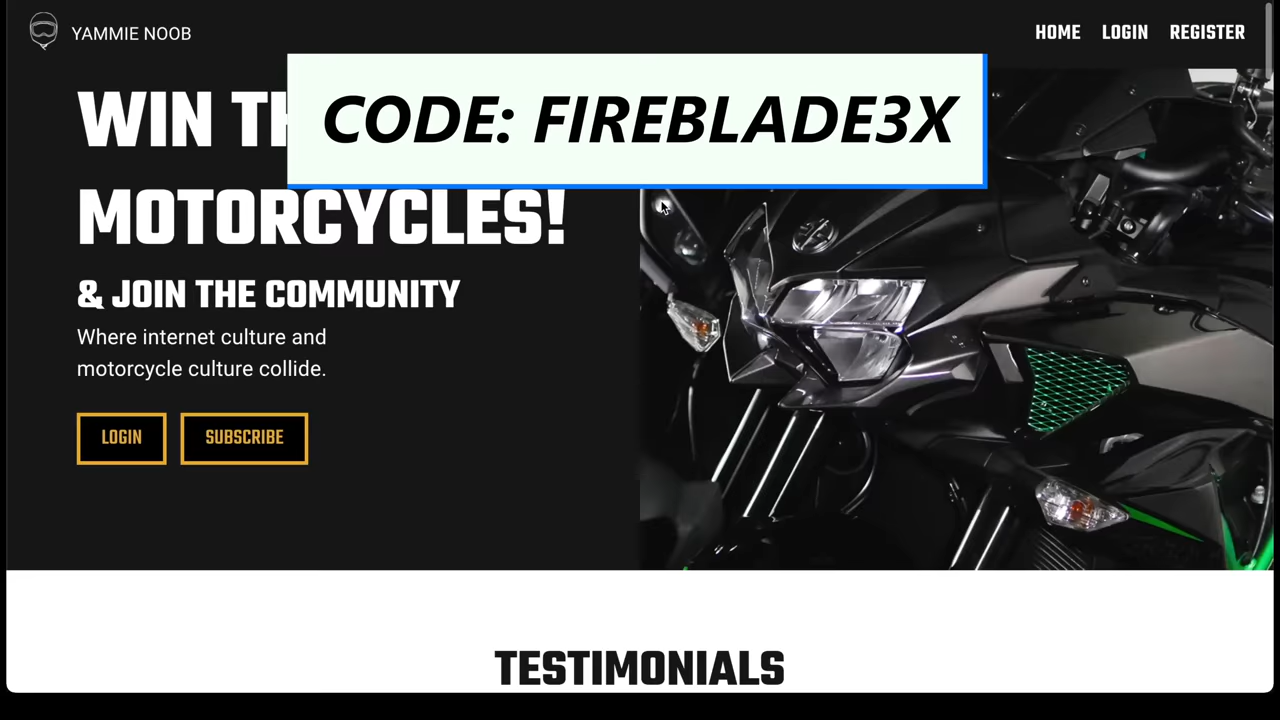 YAMMIE NOOB
HOME LOGIN REGISTER
CODE: FIREBLADE3X
WIN
MOTORCYCLES!
& JOIN THE COMMUNITY
Where internet culture and
motorcycle culture collide.
LOGIN SUBSCRIBE
TESTIMONIALS